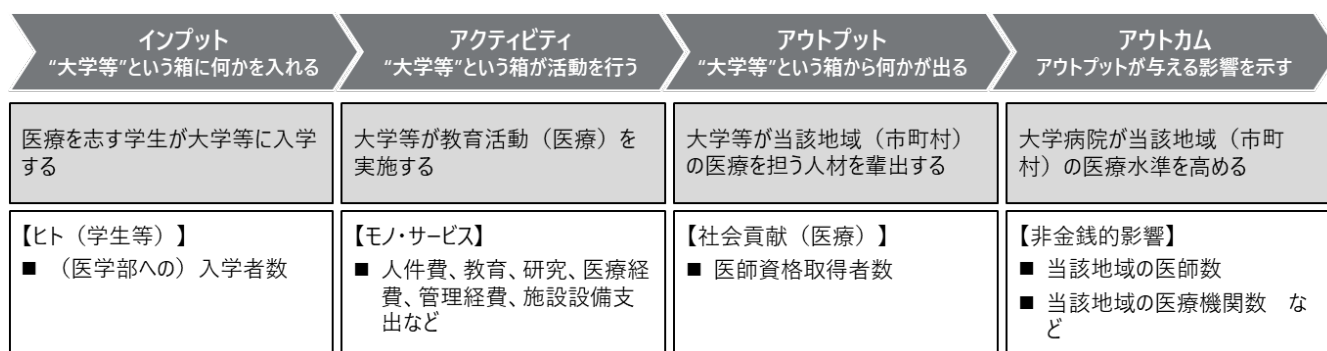 インプット
“大学等”という箱に何かを入れる
アクティビティ
“大学等”という箱が活動を行う
アウトプット
“大学等”という箱から何かが出る
アウトカム
アウトプットが与える影響を示す
医療を志す学生が大学等に入学
する
大学等が教育活動（医療）を
実施する
大学等が当該地域（市町村）
の医療を担う人材を輩出する
大学病院が当該地域（市町
村）の医療水準を高める
【ヒト（学生等）】
■ （医学部への）入学者数
【モノ・サービス】
■ 人件費、教育、研究、医療経
費、管理経費、施設設備支
出など
【社会貢献（医療）】
■ 医師資格取得者数
【非金銭的影響】
■ 当該地域の医師数
■ 当該地域の医療機関数　な
ど